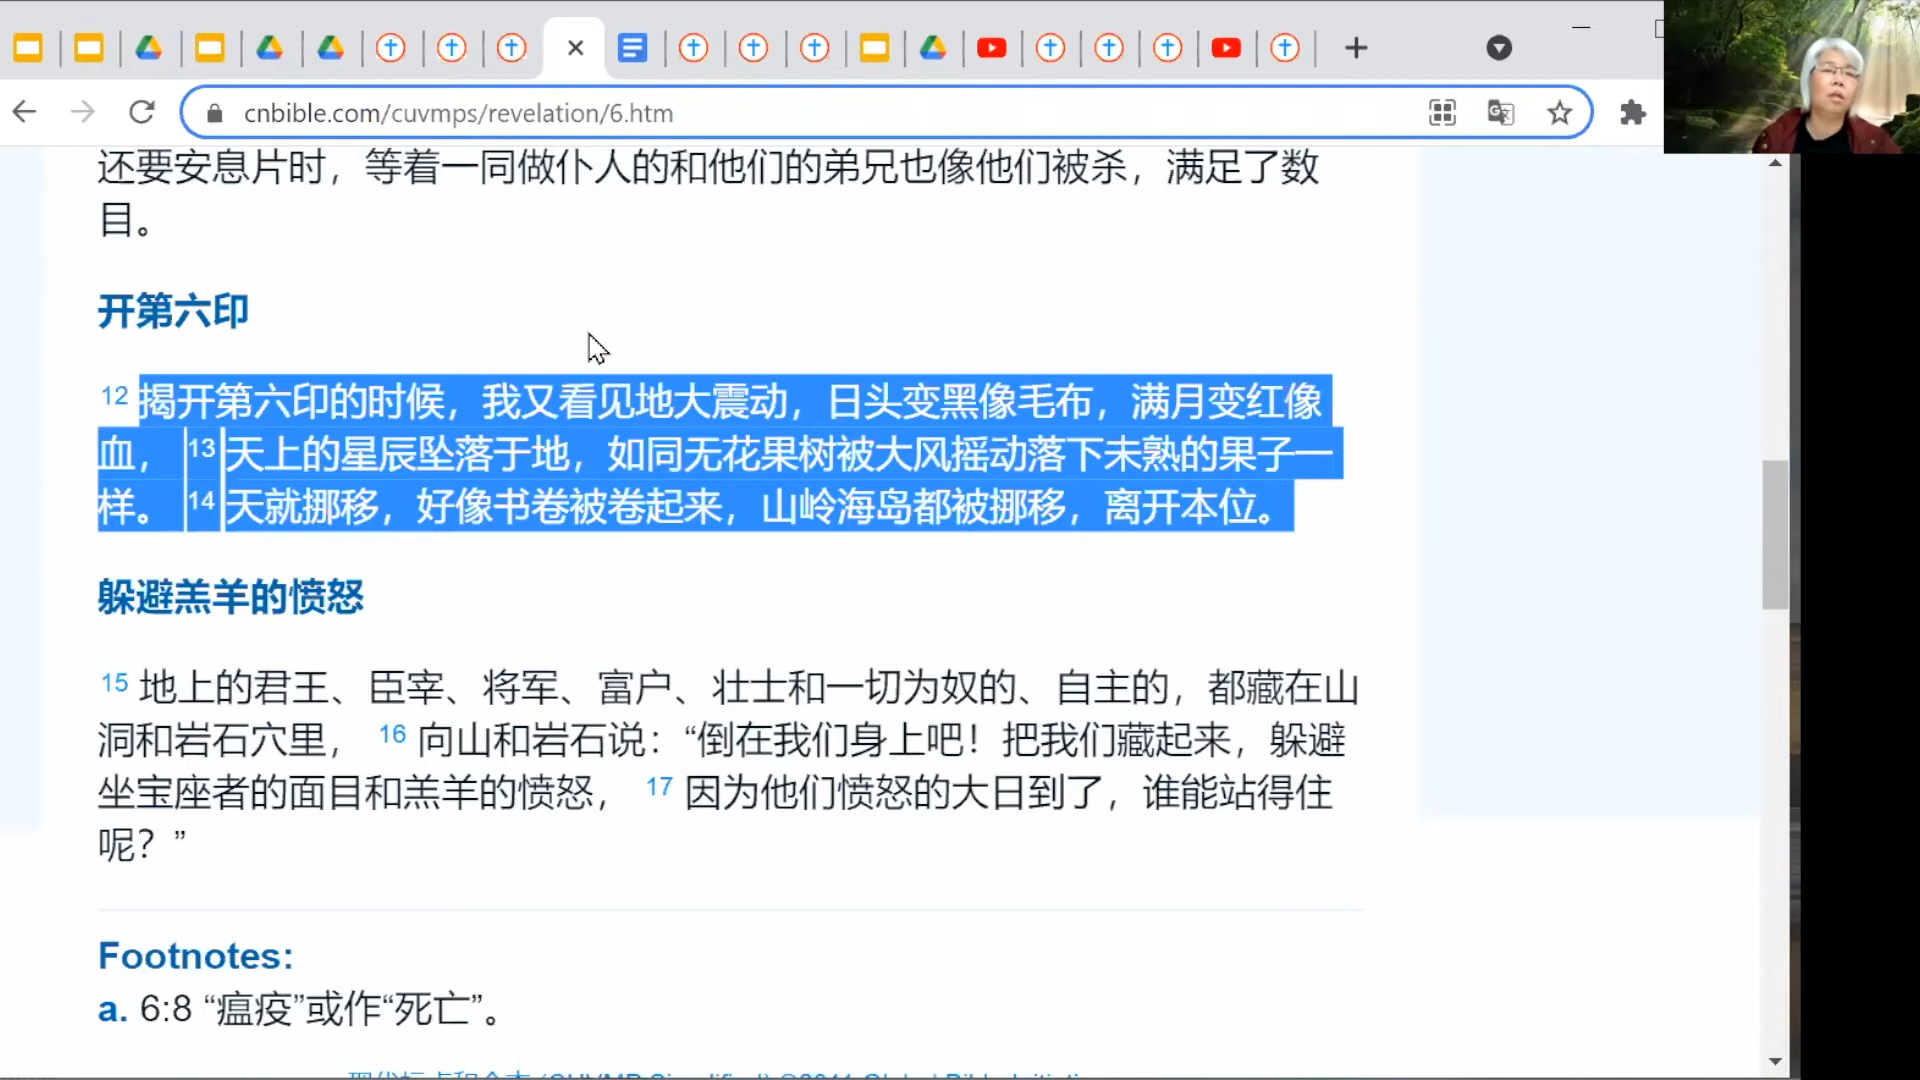 cnbible.com/cuvmps/revelation/6.htm
还要安息片时，等着一同做仆人的和他们的弟兄也像他们被杀，满足了数
目。
开第六印
12 揭开第六印的时候，我又看见地大震动，日头变黑像毛布，满月变红像
血， 13 天上的星辰坠落于地，如同无花果树被大风摇动落下未熟的果子一
样。 14 天就挪移，好像书卷被卷起来，山岭海岛都被挪移，离开本位。
躲避羔羊的愤怒
15 地上的君王、臣宰、将军、富户、壮士和一切为奴的、自主的，都藏在山
洞和岩石穴里， 16 向山和岩石说：“倒在我们身上吧！把我们藏起来，躲避
坐宝座者的面目和羔羊的愤怒， 17 因为他们愤怒的大日到了，谁能站得住
呢？”
Footnotes:
a. 6:8 “瘟疫”或作“死亡”。